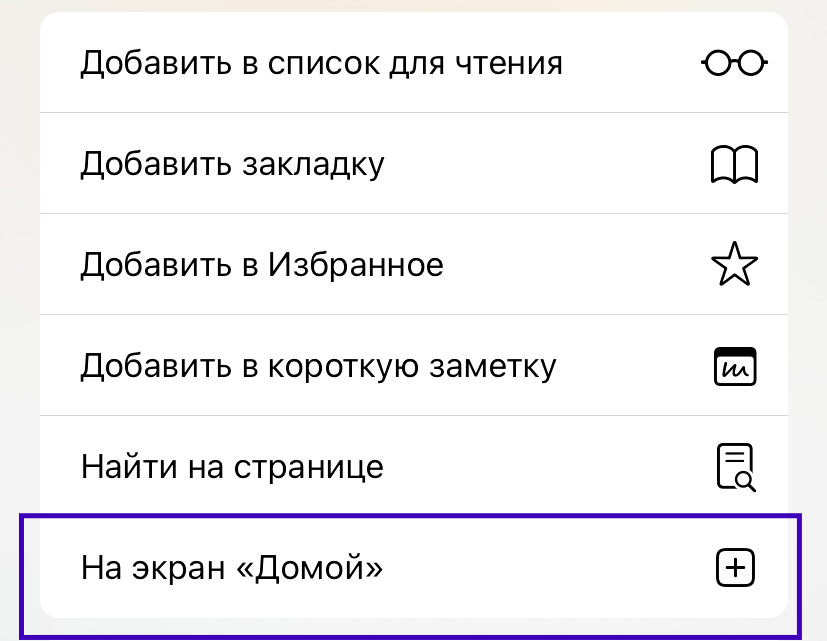 Добавить в список для чтения
Добавить закладку
Добавить в Избранное
Добавить в короткую заметку
Найти на странице
На экран «Домой»